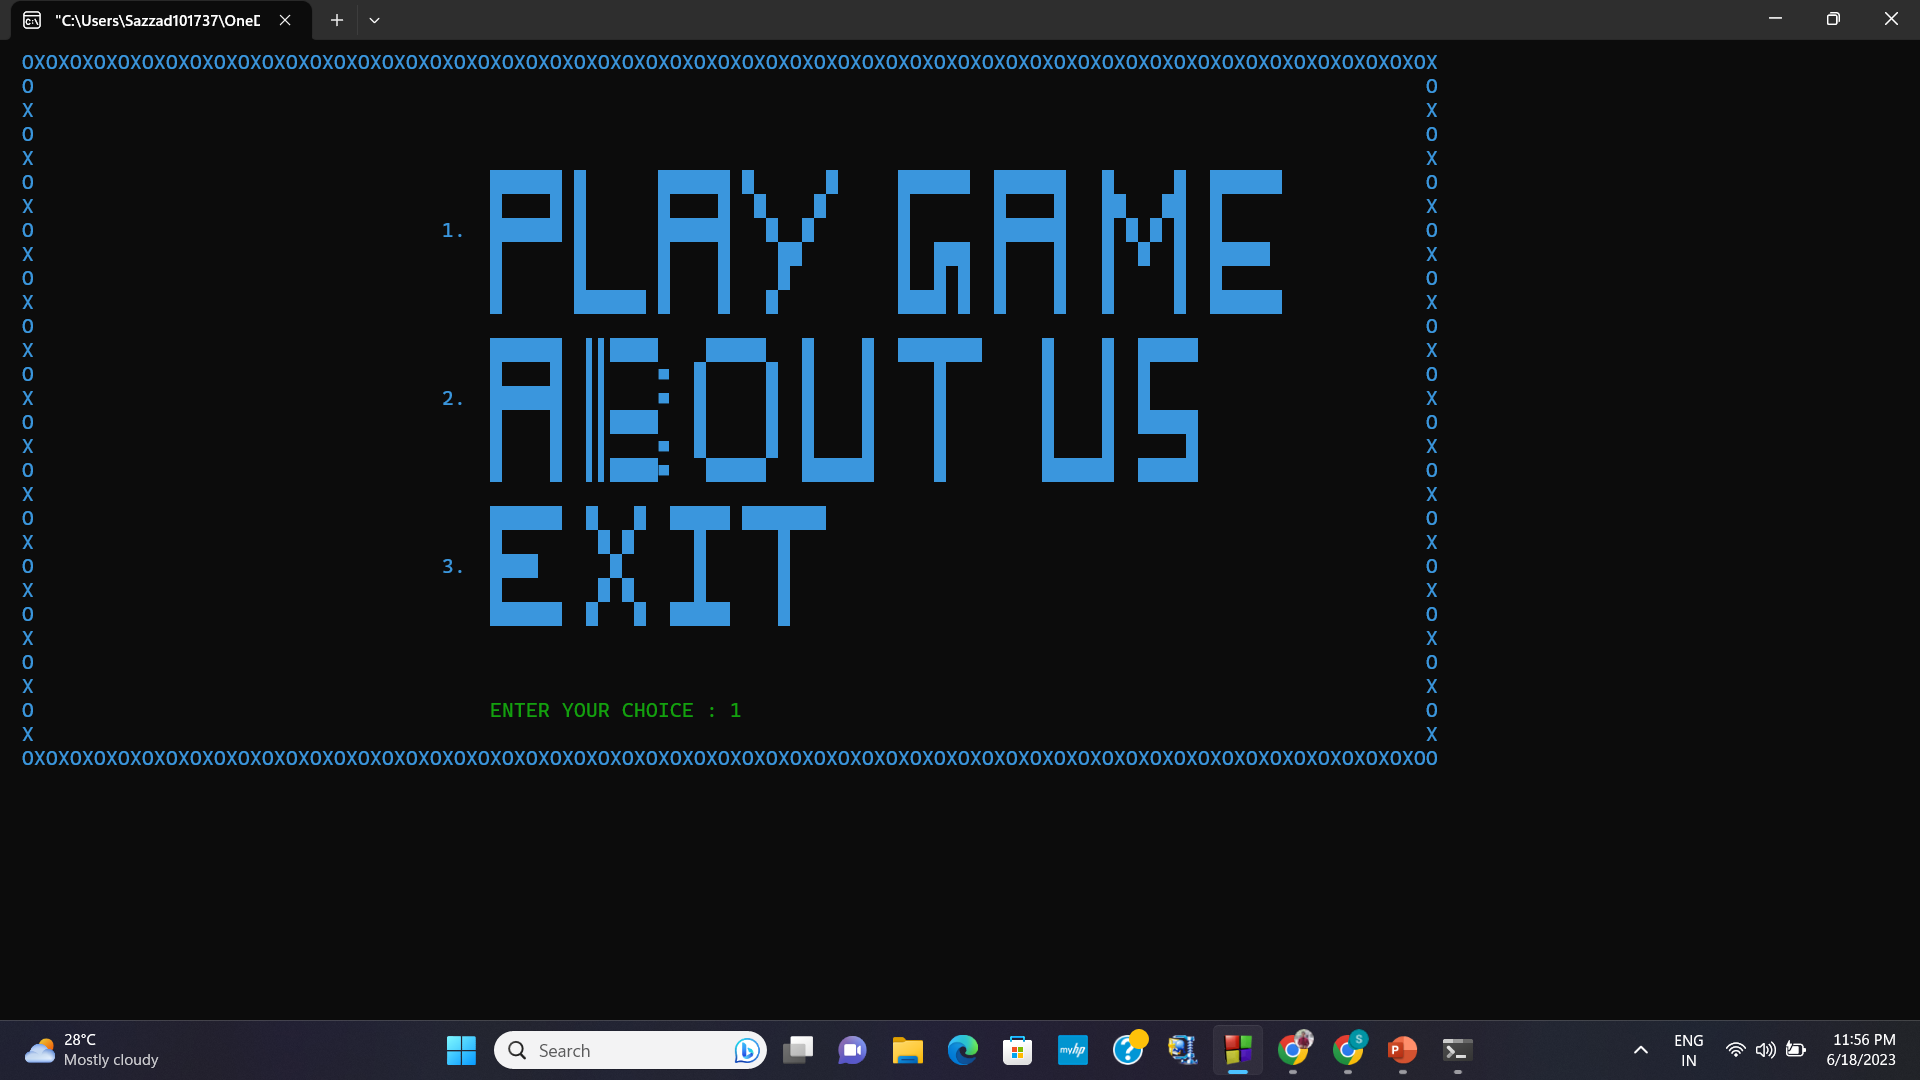 "C:\Users\Sazzad101737\OneD
OXOXOXOXOXOXOXOXOXOXOXOXOXOXOXOXOXOXOXOXOXOXOXOXOXOXOXOXOXOXOXOXOXOXOXOXOXOXOXOXOXOXOXOXOXOXOXOXOXOXOXOXOXOXOXOXOXOXOX
O O
X X
O O
X X
O O
X X
O 1. PLAY GAME O
X X
O O
X X
O O
X X
O O
X 2. ABOUT US X
O O
X X
O O
X X
O O
X X
O 3. EXIT O
X X
O O
X X
O O
X X
O ENTER YOUR CHOICE : 1 O
X X
OXOXOXOXOXOXOXOXOXOXOXOXOXOXOXOXOXOXOXOXOXOXOXOXOXOXOXOXOXOXOXOXOXOXOXOXOXOXOXOXOXOXOXOXOXOXOXOXOXOXOXOXOXOXOXOXOXOXOO
28°C
Mostly cloudy
Search
myhp
S
P
ENG
IN
11:56 PM
6/18/2023